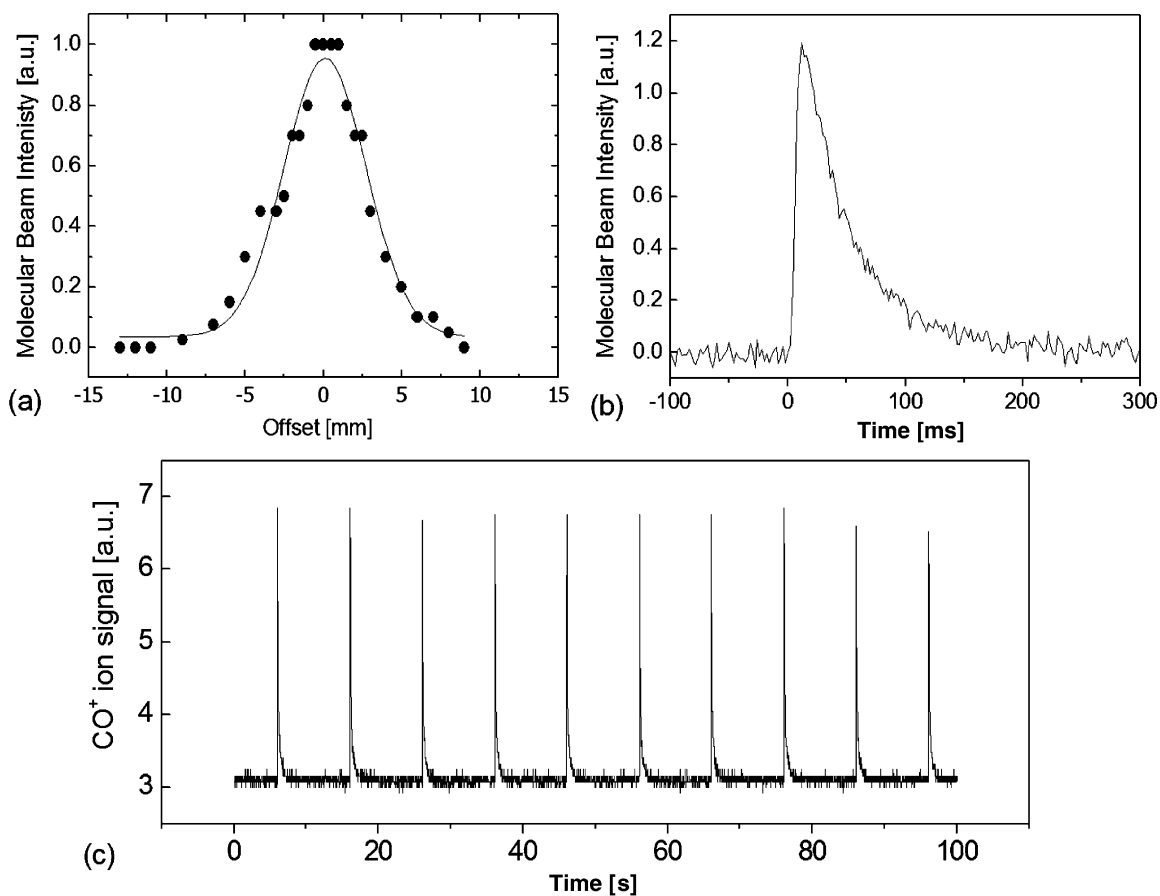 Molecular Beam Intenisty [a.u.]
1.0
0.8
0.6
0.4
0.2
0.0
-15 -10 -5 0 5 10 15
Offset [mm]
(a)
Molecular Beam Intensity [a.u.]
1.2
1.0
0.8
0.6
0.4
0.2
0.0
-100 0 100 200 300
Time [ms]
(b)
CO+ ion signal [a.u.]
7
6
5
4
3
0 20 40 60 80 100
Time [s]
(c)